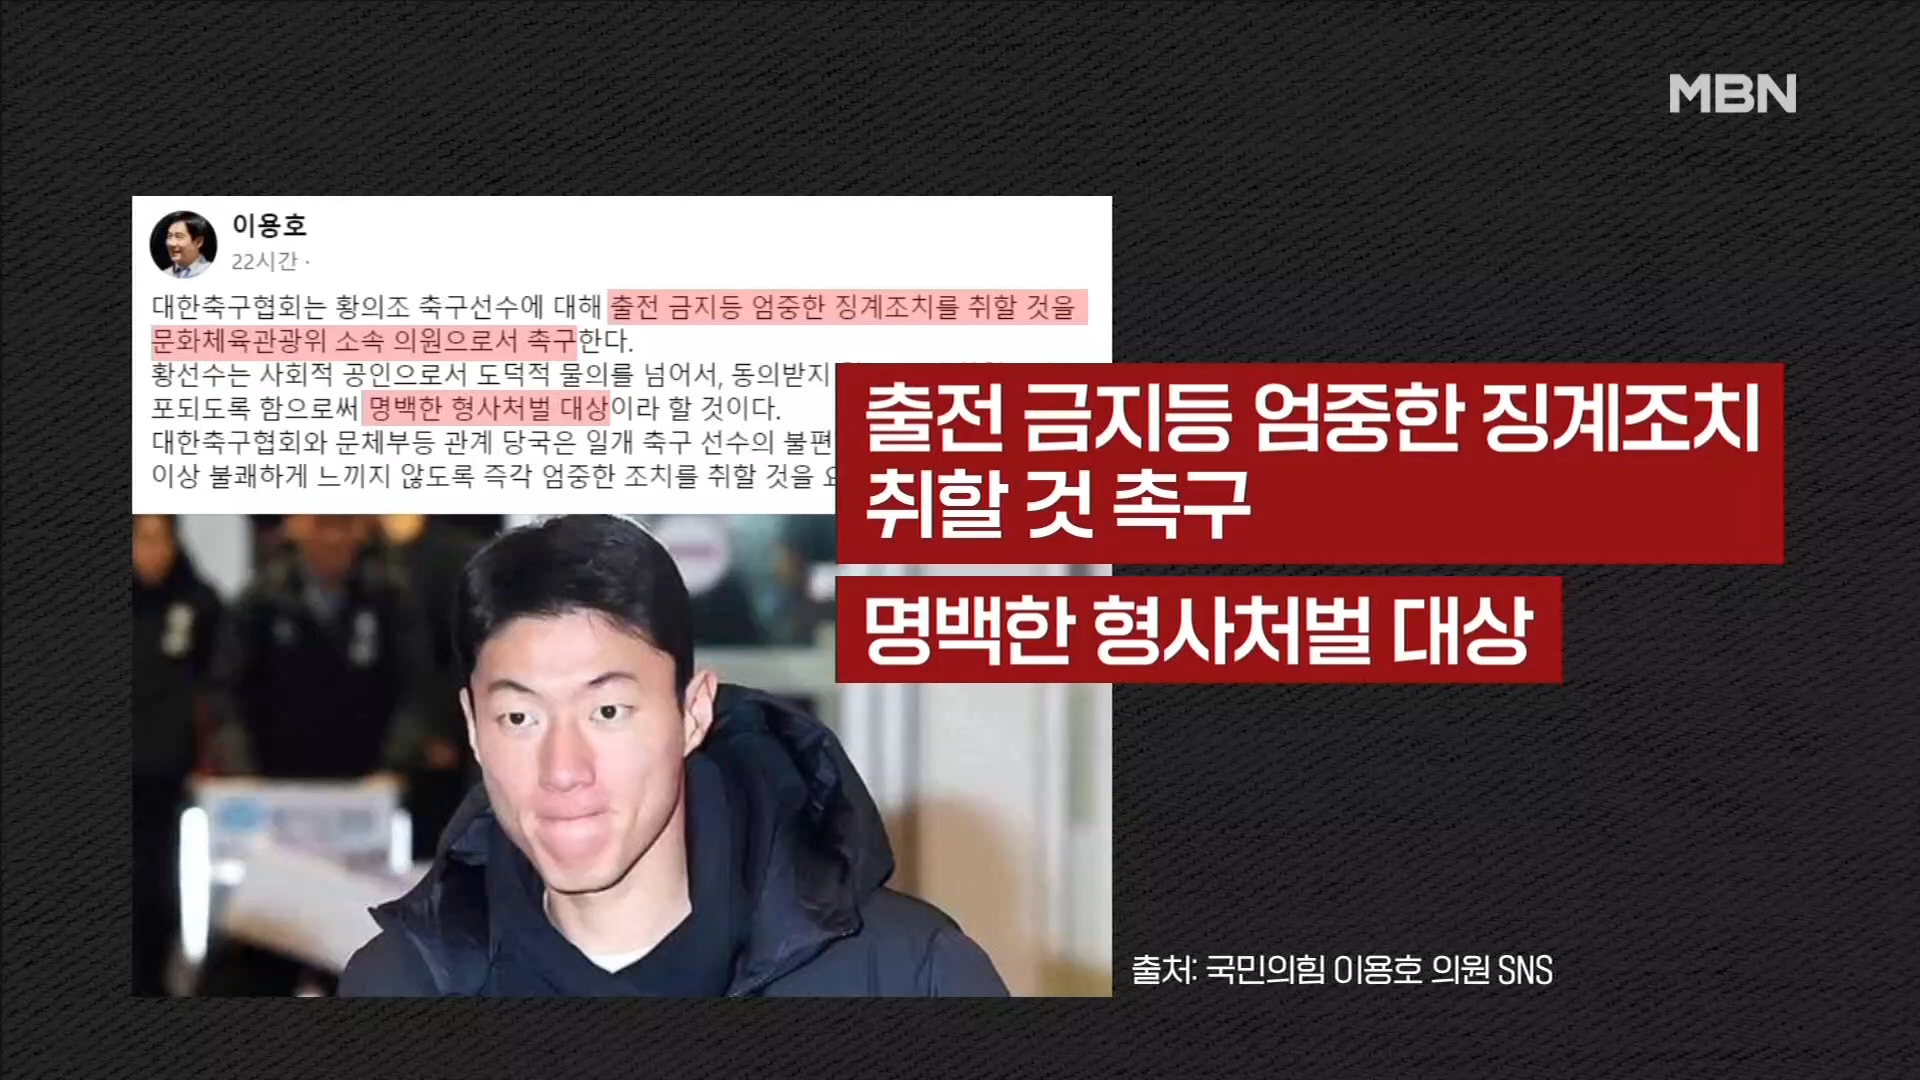 MBN
이용호
22시간 ·
대한축구협회는 황의조 축구선수에 대해 출전 금지등 엄중한 징계조치를 취할 것을
문화체육관광위 소속 의원으로서 촉구한다.
황선수는 사회적 공인으로서 도덕적 물의를 넘어서, 동의받지
포되도록 함으로써 명백한 형사처벌 대상이라 할 것이다.
대한축구협회와 문체부등 관계 당국은 일개 축구 선수의 불편
이상 불쾌하게 느끼지 않도록 즉각 엄중한 조치를 취할 것을
출전 금지등 엄중한 징계조치
취할 것 촉구
명백한 형사처벌 대상
출처: 국민의힘 이용호 의원 SNS